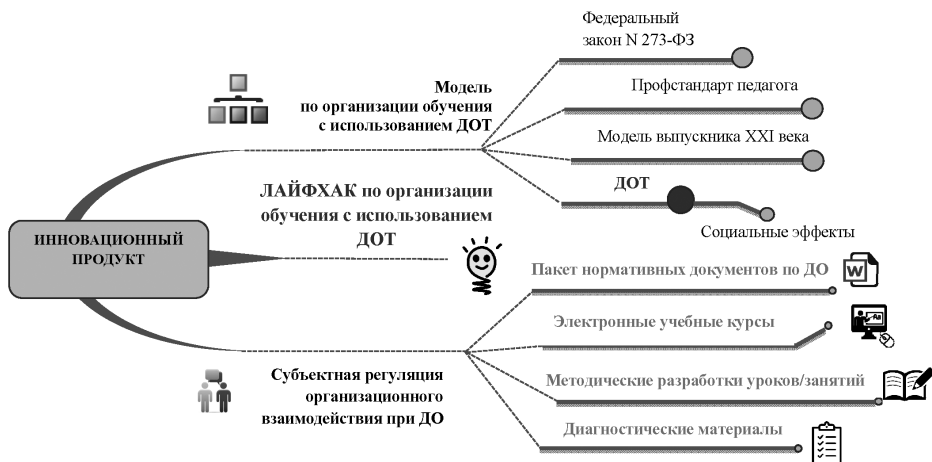 ИННОВАЦИОННЫЙ
ПРОДУКТ
Модель
по организации обучения
с использованием ДОТ
Федеральный
закон N 273-ФЗ
Профстандарт педагога
Модель выпускника XXI века
ДОТ
Социальные эффекты
ЛАЙФХАК по организации
обучения с использованием
ДОТ
Субъектная регуляция
организационного
взаимодействия при ДО
Пакет нормативных документов по ДО
W
Электронные учебные курсы
Aa
Методические разработки уроков/занятий
Диагностические материалы